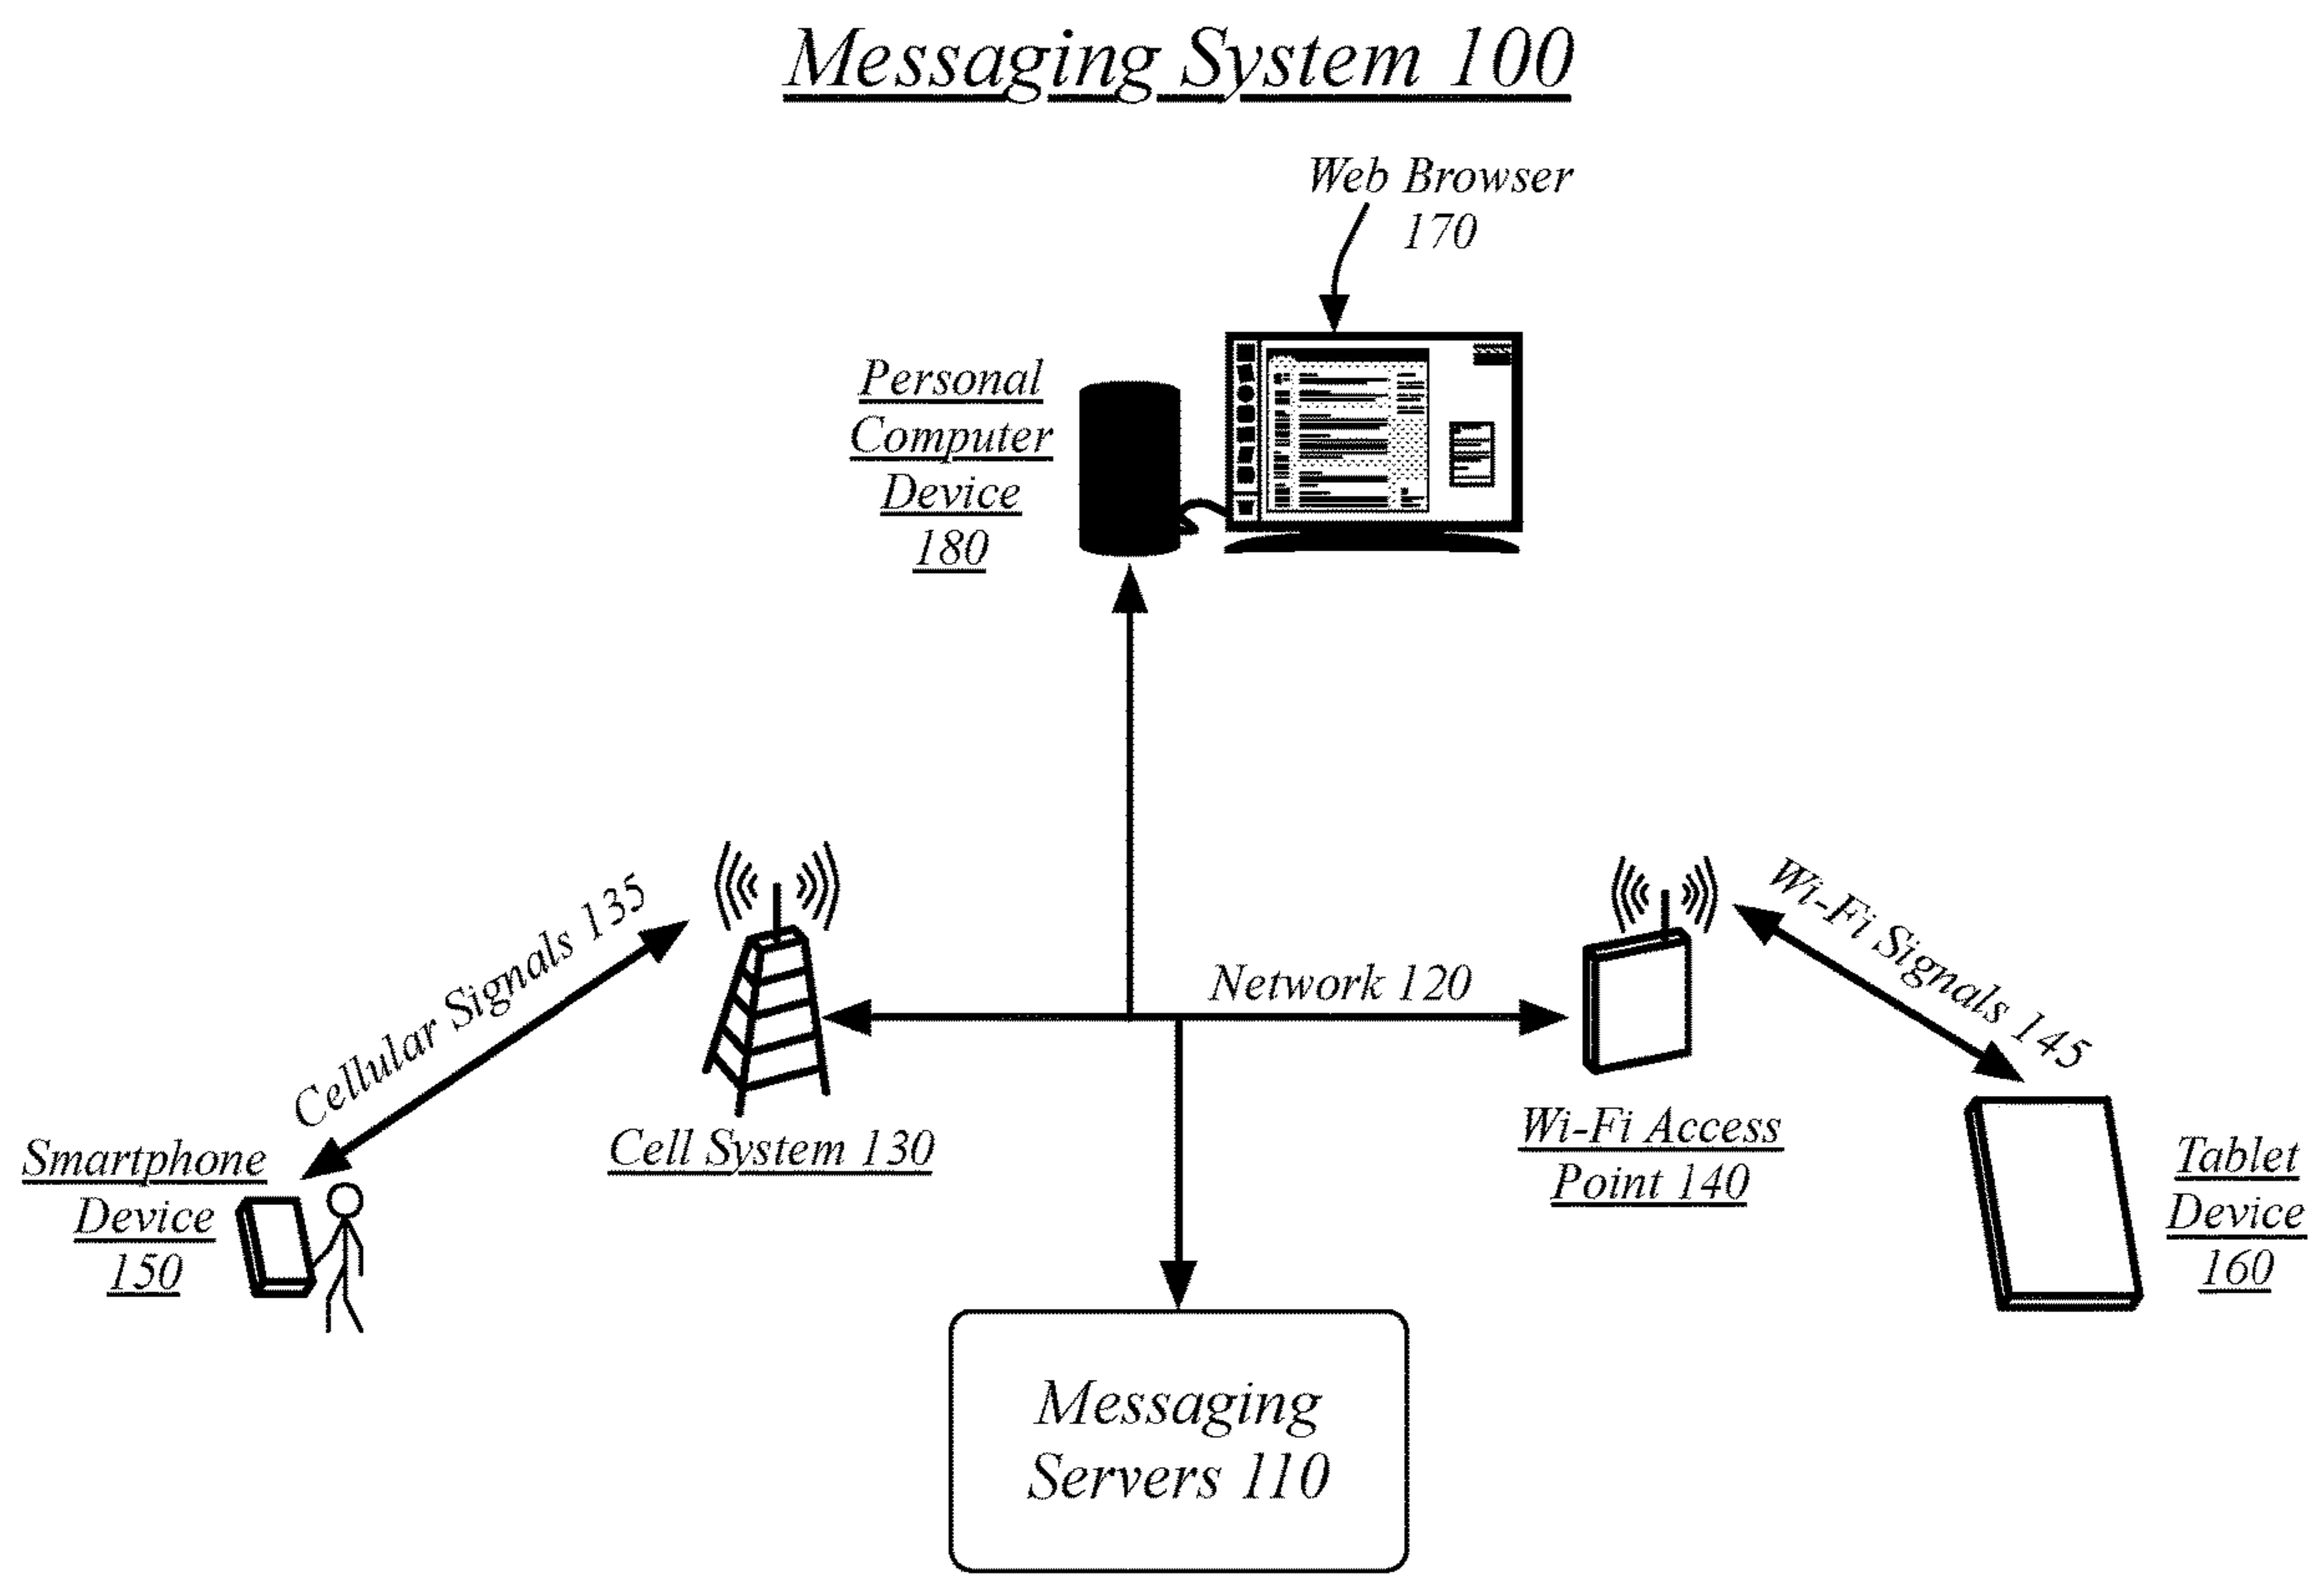 Messaging System 100
Web Browser
170
Personal
Computer
Device
180
Cellular Signals 135
Wi-Fi Signals 145
Network 120
Smartphone
Device
150
Cell System 130
Wi-Fi Access
Point 140
Tablet
Device
160
Messaging
Servers 110